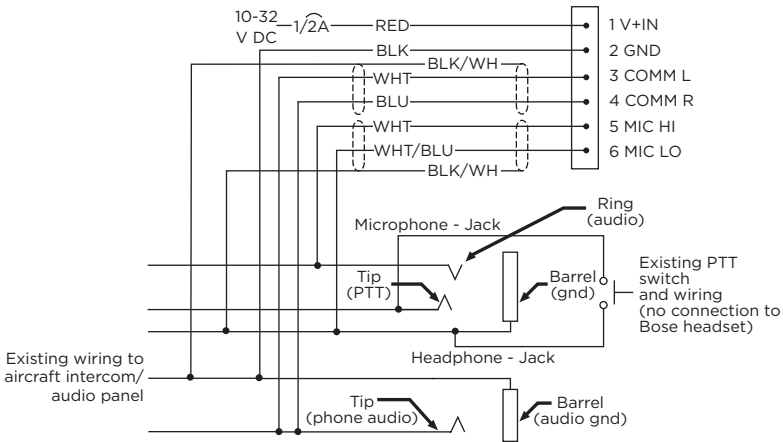 10-32
V DC
1/2A
RED
1 V+IN
BLK
2 GND
BLK/WH
WHT
3 COMM L
BLU
4 COMM R
WHT
5 MIC HI
WHT/BLU
6 MIC LO
BLK/WH
Ring
(audio)
Microphone - Jack
Tip
(PTT)
Barrel
(gnd)
Existing PTT
switch
and wiring
(no connection to
Bose headset)
Headphone - Jack
Existing wiring to
aircraft intercom/
audio panel
Tip
(phone audio)
Barrel
(audio gnd)